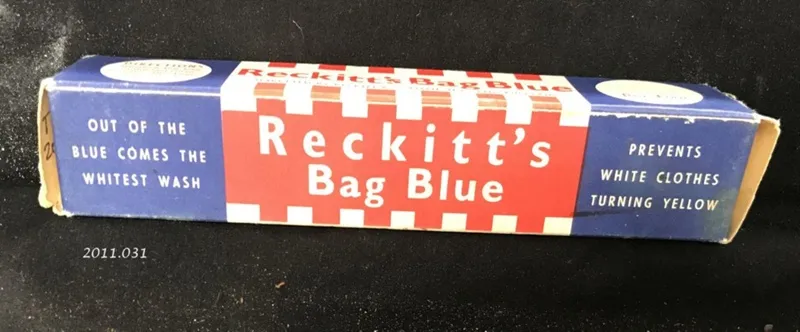 DIRECTIONS
Reckitt's Bag Blue
OUT OF THE
BLUE COMES THE
WHITEST WASH
Reckitt's
Bag Blue
PREVENTS
WHITE CLOTHES
TURNING YELLOW
2011.031